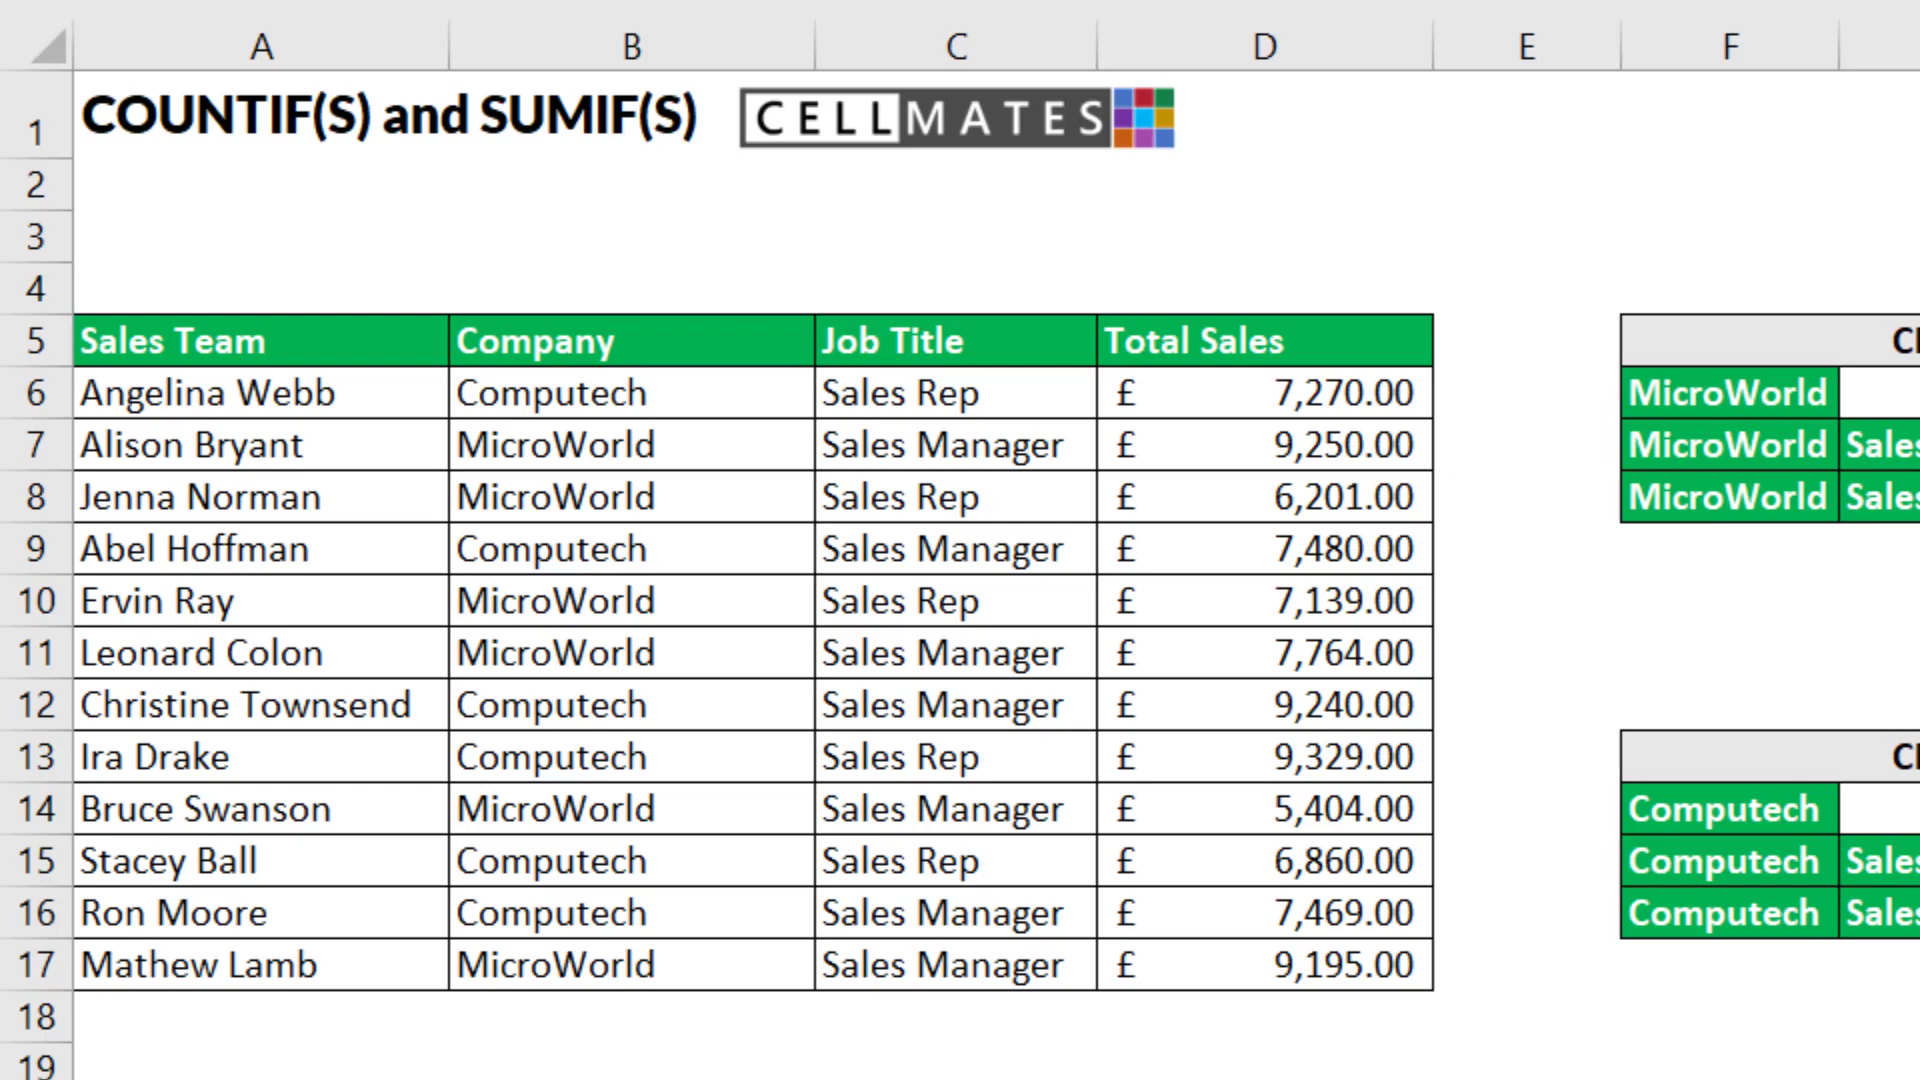 A B C D E F
1 COUNTIF(S) and SUMIF(S) CELLMATES
2
3
4
5 Sales Team Company Job Title Total Sales
6 Angelina Webb Computech Sales Rep £ 7,270.00 MicroWorld
7 Alison Bryant MicroWorld Sales Manager £ 9,250.00 MicroWorld Sales
8 Jenna Norman MicroWorld Sales Rep £ 6,201.00 MicroWorld Sales
9 Abel Hoffman Computech Sales Manager £ 7,480.00
10 Ervin Ray MicroWorld Sales Rep £ 7,139.00
11 Leonard Colon MicroWorld Sales Manager £ 7,764.00
12 Christine Townsend Computech Sales Manager £ 9,240.00
13 Ira Drake Computech Sales Rep £ 9,329.00
14 Bruce Swanson MicroWorld Sales Manager £ 5,404.00 Computech
15 Stacey Ball Computech Sales Rep £ 6,860.00 Computech Sales
16 Ron Moore Computech Sales Manager £ 7,469.00 Computech Sales
17 Mathew Lamb MicroWorld Sales Manager £ 9,195.00
18
19